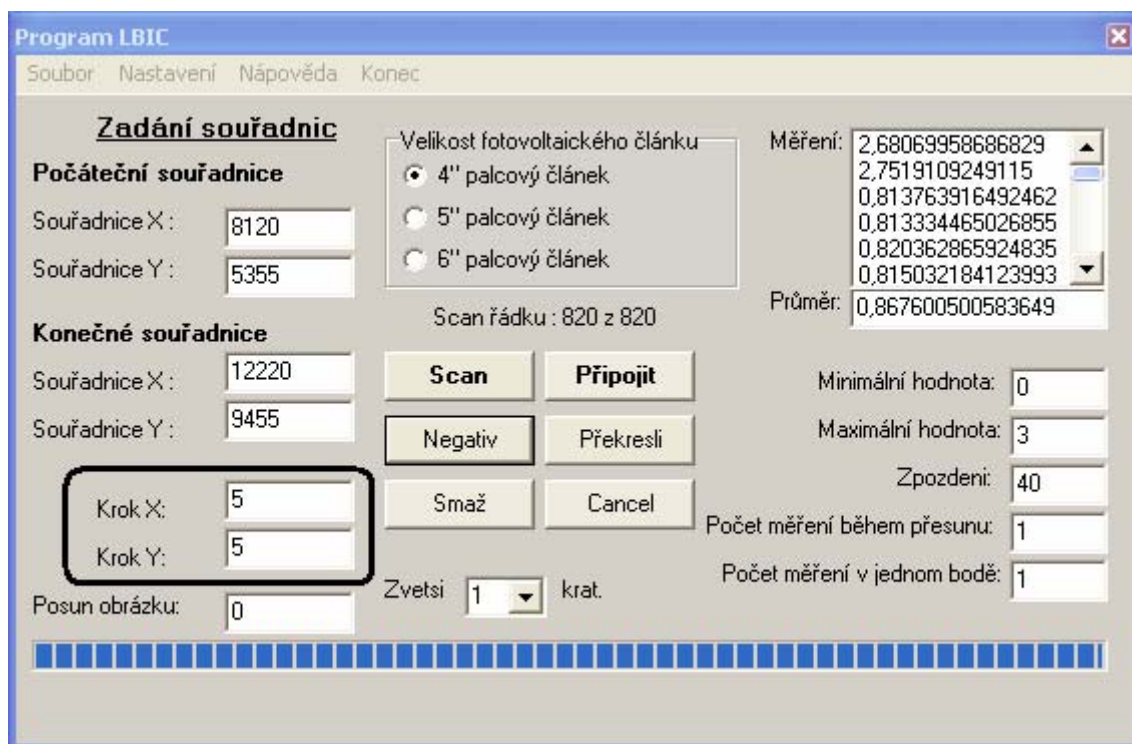 Program LBIC
Soubor Nastavení Nápověda Konec
Zadání souřadnic
Počáteční souřadnice
Souřadnice X : 8120
Souřadnice Y : 5355
Konečné souřadnice
Souřadnice X : 12220
Souřadnice Y : 9455
Krok X: 5
Krok Y: 5
Posun obrázku: 0
Velikost fotovoltaického článku
4'' palcový článek
5'' palcový článek
6'' palcový článek
Scan řádku : 820 z 820
Scan Připojit
Negativ Překresli
Smaž Cancel
Zvetsi 1 krat.
Měření: 2,68069958686829
2,7519109249115
0,813763916492462
0,813334465026855
0,820362865924835
0,815032184123993
Průměr: 0,867600500583649
Minimální hodnota: 0
Maximální hodnota: 3
Zpozdeni: 40
Počet měření během přesunu: 1
Počet měření v jednom bodě: 1